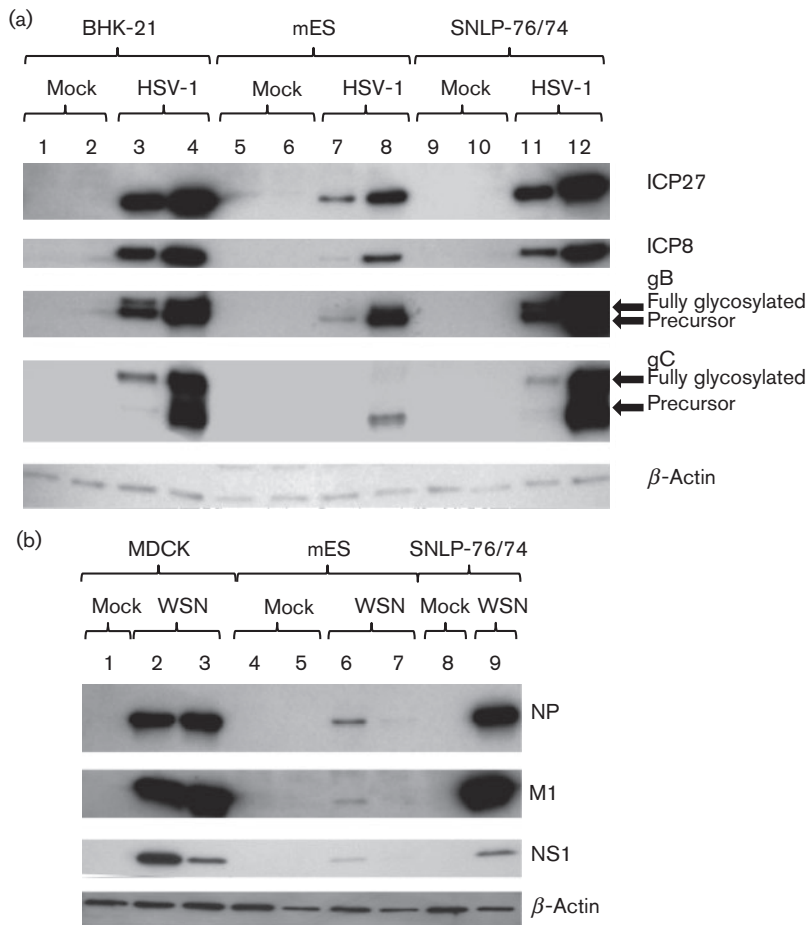 (a)
BHK-21 mES SNLP-76/74
Mock HSV-1 Mock HSV-1 Mock HSV-1
1 2 3 4 5 6 7 8 9 10 11 12
ICP27
ICP8
gB
Fully glycosylated
Precursor
gC
Fully glycosylated
Precursor
β-Actin
(b)
MDCK mES SNLP-76/74
Mock WSN Mock WSN Mock WSN
1 2 3 4 5 6 7 8 9
NP
M1
NS1
β-Actin